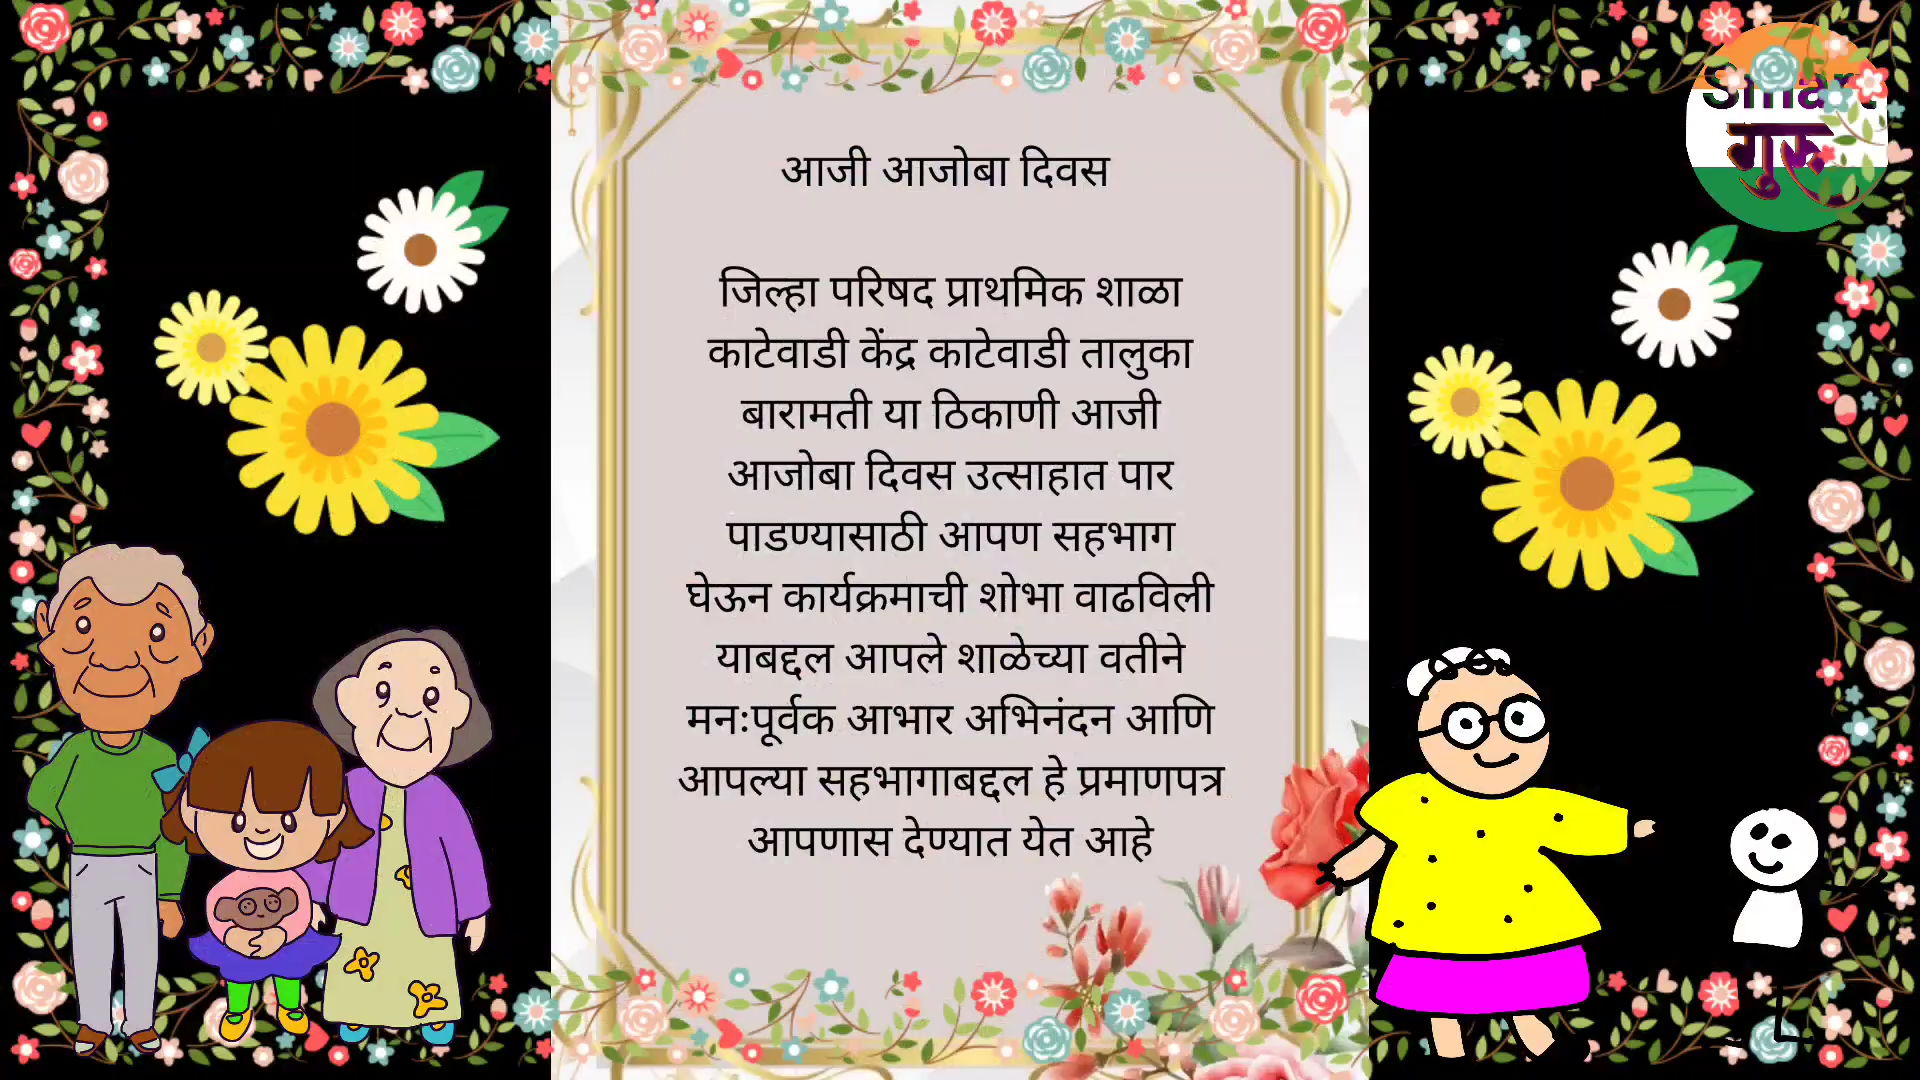 Smart
गुरू
आजी आजोबा दिवस
जिल्हा परिषद प्राथमिक शाळा
काटेवाडी केंद्र काटेवाडी तालुका
बारामती या ठिकाणी आजी
आजोबा दिवस उत्साहात पार
पाडण्यासाठी आपण सहभाग
घेऊन कार्यक्रमाची शोभा वाढविली
याबद्दल आपले शाळेच्या वतीने
मनःपूर्वक आभार अभिनंदन आणि
आपल्या सहभागाबद्दल हे प्रमाणपत्र
आपणास देण्यात येत आहे